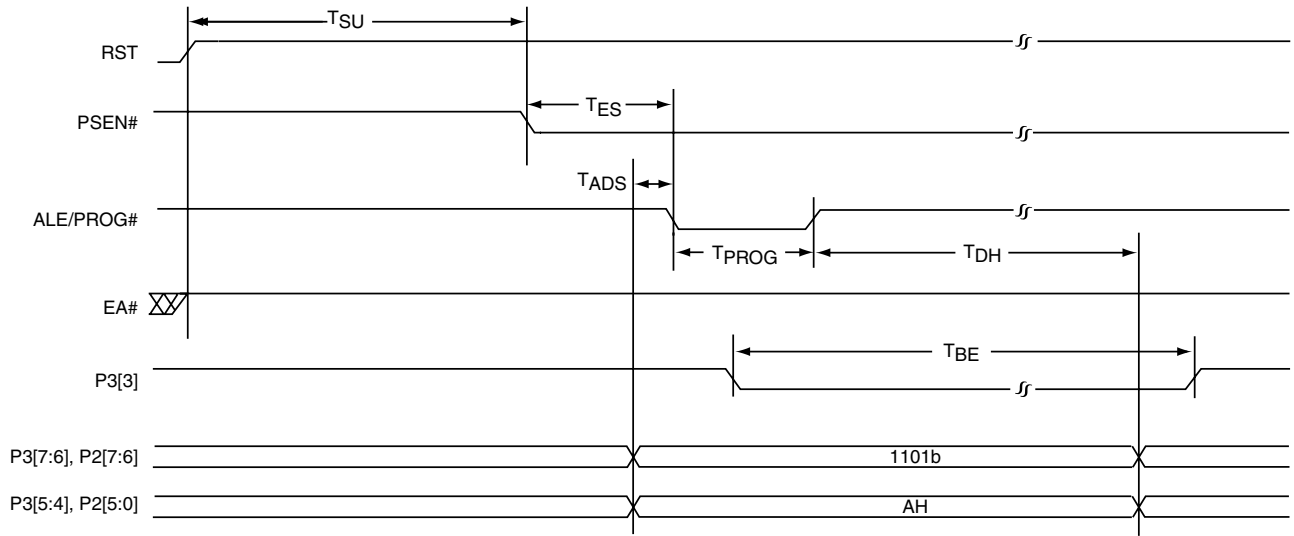 TSU
RST
TES
PSEN#
TADS
ALE/PROG#
TPROG
TDH
EA#
TBE
P3[3]
P3[7:6], P2[7:6]
1101b
P3[5:4], P2[5:0]
AH